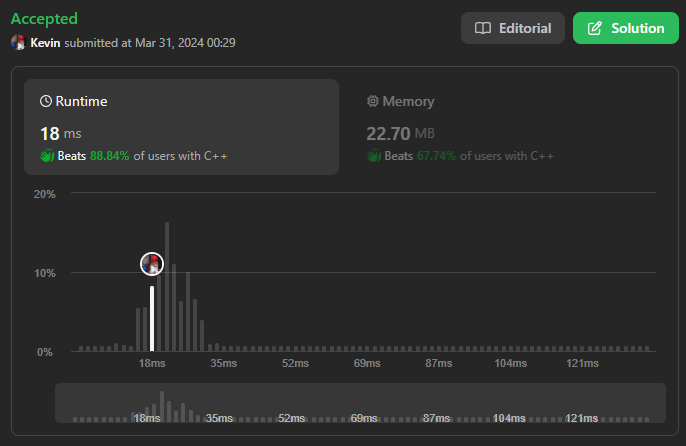 Accepted
Kevin submitted at Mar 31, 2024 00:29
Editorial
Solution
Runtime
18 ms
Beats 88.84% of users with C++
Memory
22.70 MB
Beats 67.74% of users with C++
20%
10%
0%
18ms 35ms 52ms 69ms 87ms 104ms 121ms
18ms 35ms 52ms 69ms 87ms 104ms 121ms